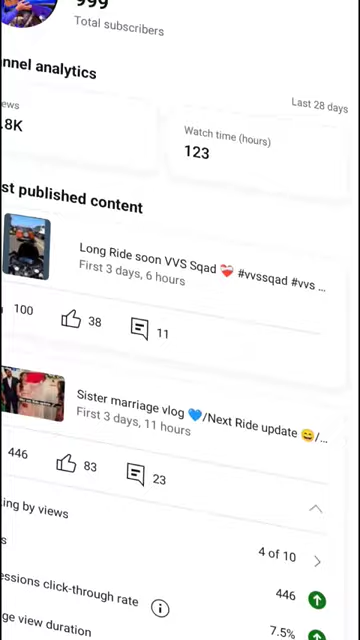 999
Total subscribers
nnel analytics
Last 28 days
ews
.8K
Watch time (hours)
123
st published content
Long Ride soon VVS Sqad ❤️‍🩹 #vvssqad #vvs ...
First 3 days, 6 hours
100
38
11
Sister marriage vlog 💙/Next Ride update 😄/...
First 3 days, 11 hours
446
83
23
ing by views
4 of 10
s
446
essions click-through rate
7.5%
ge view duration